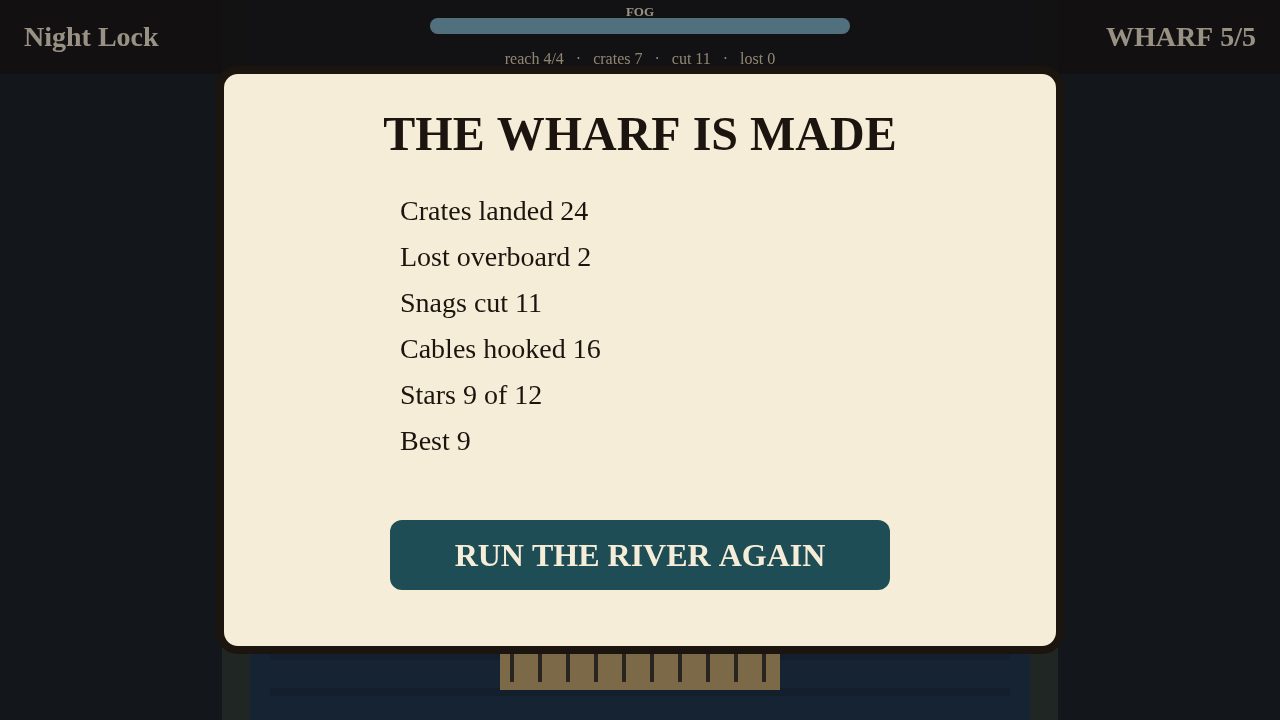 Night Lock
FOG
WHARF 5/5
reach 4/4 · crates 7 · cut 11 · lost 0
THE WHARF IS MADE
Crates landed 24
Lost overboard 2
Snags cut 11
Cables hooked 16
Stars 9 of 12
Best 9
RUN THE RIVER AGAIN